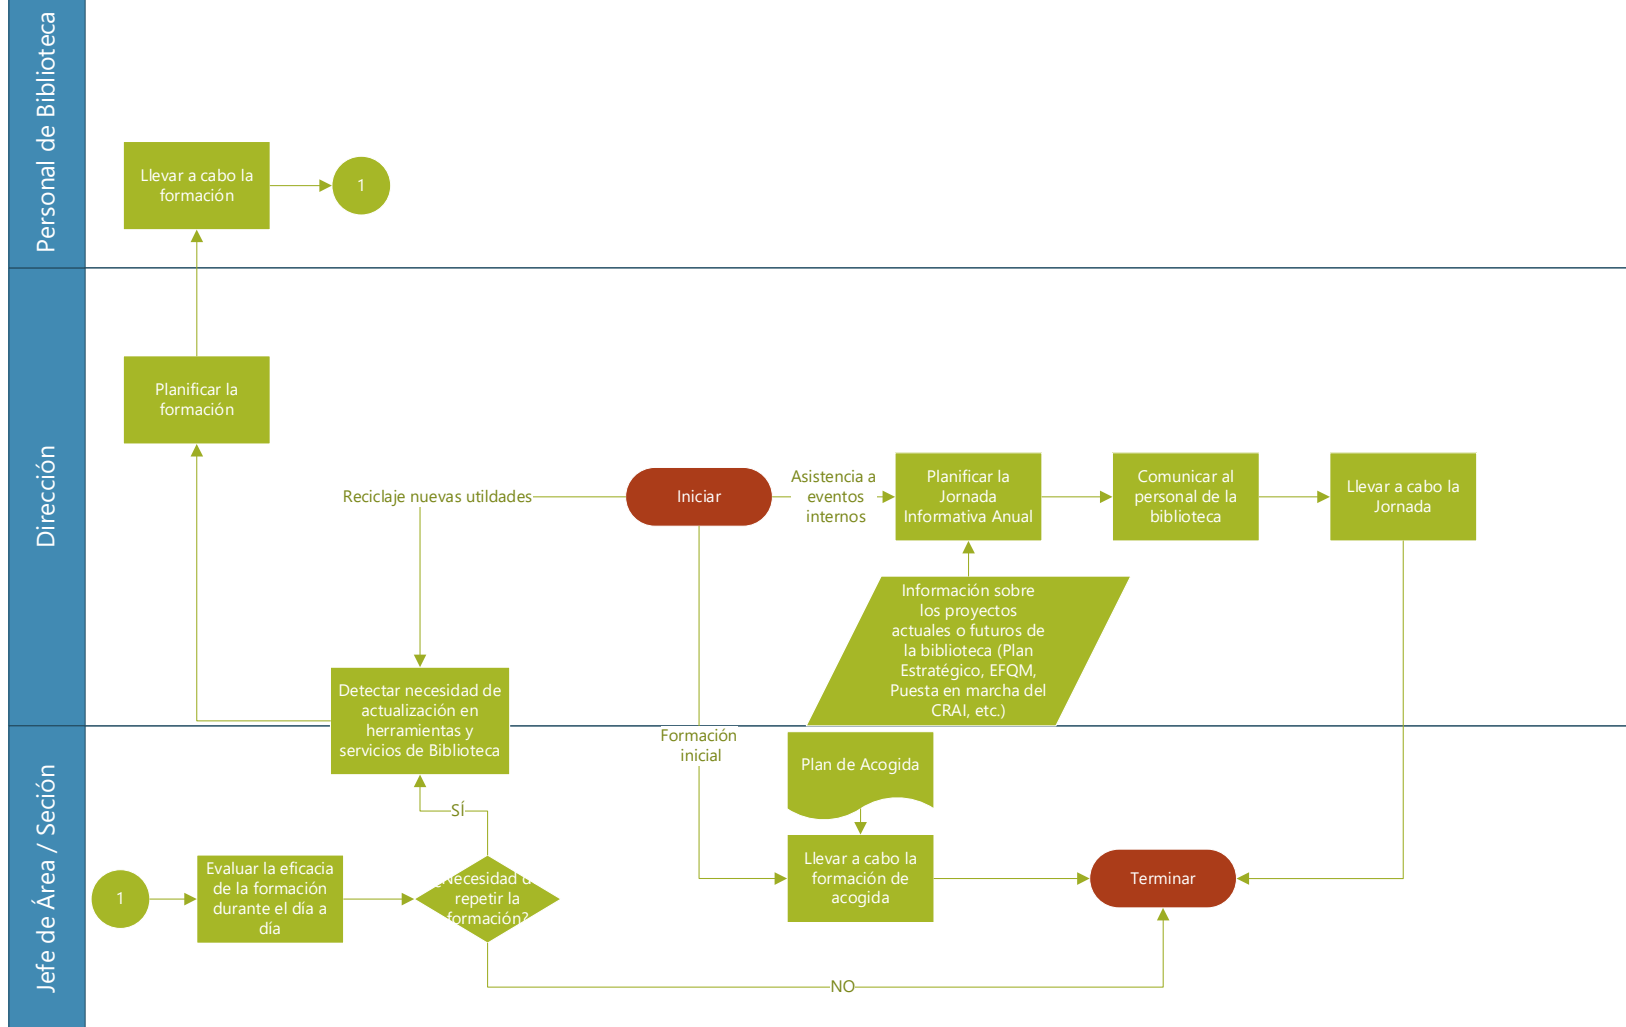 Personal de Biblioteca
Llevar a cabo la
formación
1
Dirección
Planificar la
formación
Reciclaje nuevas utildades
Iniciar
Asistencia a
eventos
internos
Planificar la
Jornada
Informativa Anual
Comunicar al
personal de la
biblioteca
Llevar a cabo la
Jornada
Información sobre
los proyectos
actuales o futuros de
la biblioteca (Plan
Estratégico, EFQM,
Puesta en marcha del
CRAI, etc.)
Detectar necesidad de
actualización en
herramientas y
servicios de Biblioteca
Formación
inicial
Jefe de Área / Seción
Plan de Acogida
SÍ
1
Evaluar la eficacia
de la formación
durante el día a
día
¿Necesidad d
repetir la
formación?
Llevar a cabo la
formación de
acogida
Terminar
NO